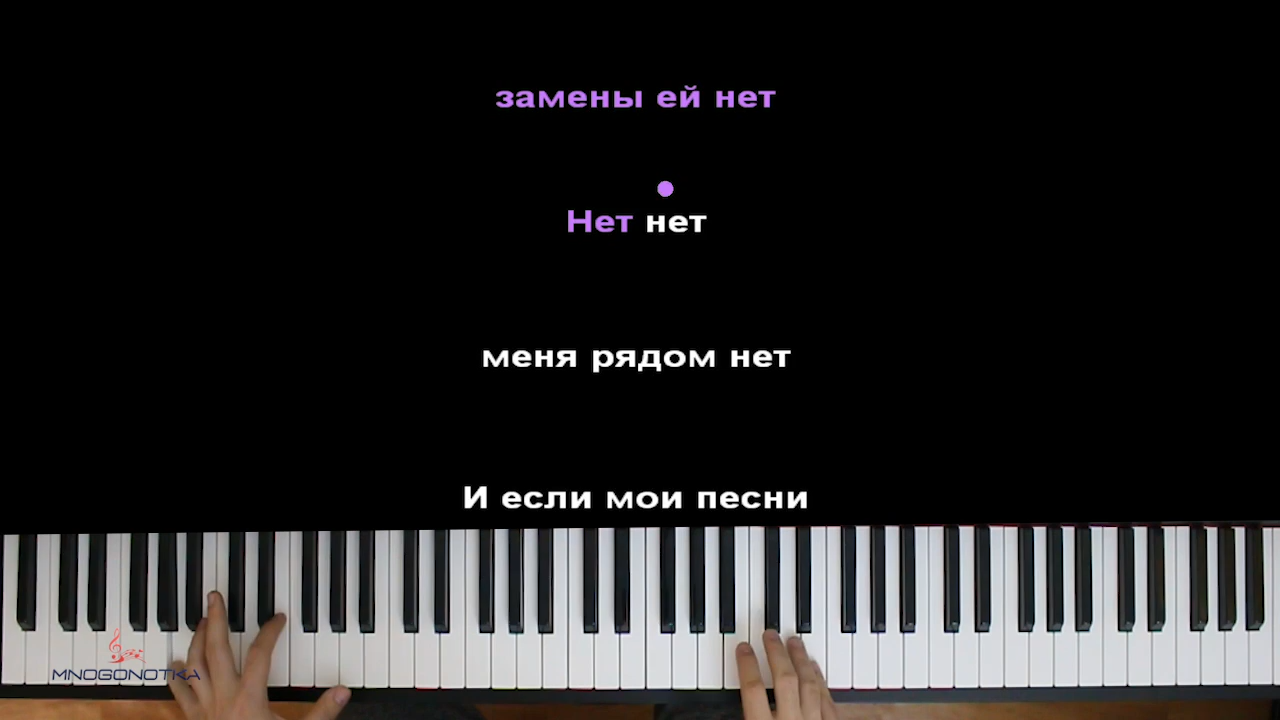 замены ей нет
Нет нет
меня рядом нет
И если мои песни
MNOGONOTKA